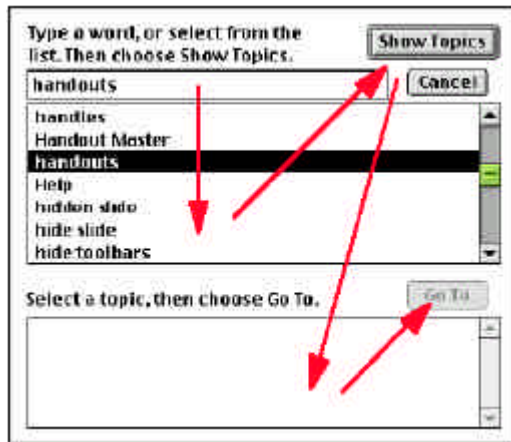 Type a word, or select from the
list. Then choose Show Topics.
Show Topics
handouts
Cancel
handles
Handout Master
handouts
Help
hidden slide
hide slide
hide toolbars
Select a topic, then choose Go To.
Go To